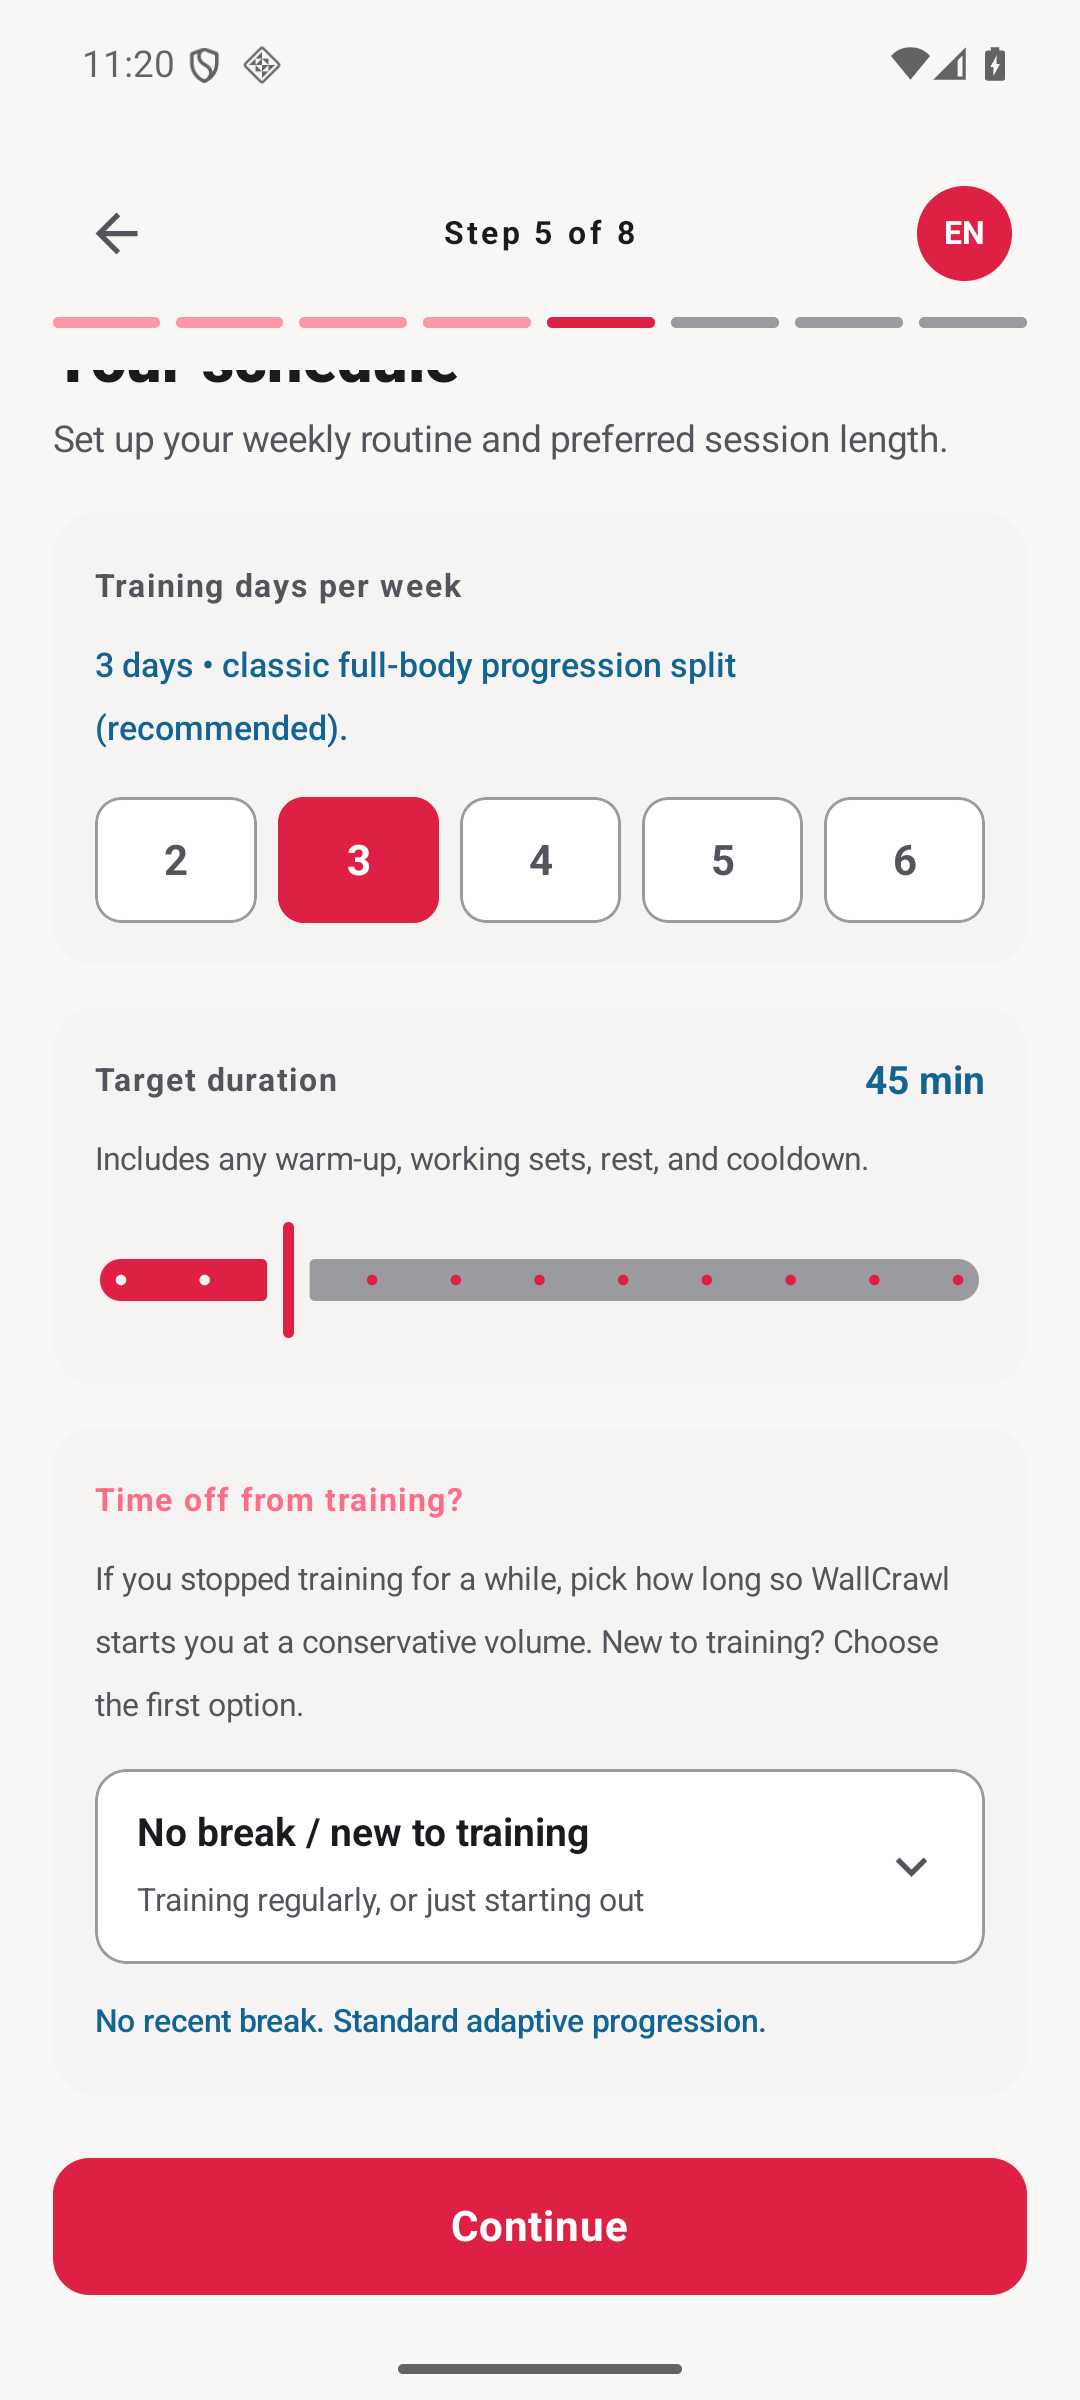 11:20
Step 5 of 8
EN
Your schedule
Set up your weekly routine and preferred session length.
Training days per week
3 days • classic full-body progression split
(recommended).
2
3
4
5
6
Target duration
45 min
Includes any warm-up, working sets, rest, and cooldown.
Time off from training?
If you stopped training for a while, pick how long so WallCrawl
starts you at a conservative volume. New to training? Choose
the first option.
No break / new to training
Training regularly, or just starting out
No recent break. Standard adaptive progression.
Continue